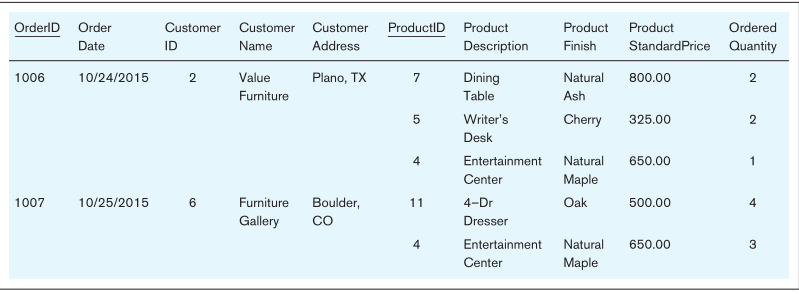 OrderID Order Customer Customer Customer ProductID Product Product Product Ordered
Date ID Name Address Description Finish StandardPrice Quantity
1006 10/24/2015 2 Value Plano, TX 7 Dining Natural 800.00 2
Furniture Table Ash
5 Writer's Cherry 325.00 2
Desk
4 Entertainment Natural 650.00 1
Center Maple
1007 10/25/2015 6 Furniture Boulder, 11 4–Dr Oak 500.00 4
Gallery CO Dresser
4 Entertainment Natural 650.00 3
Center Maple